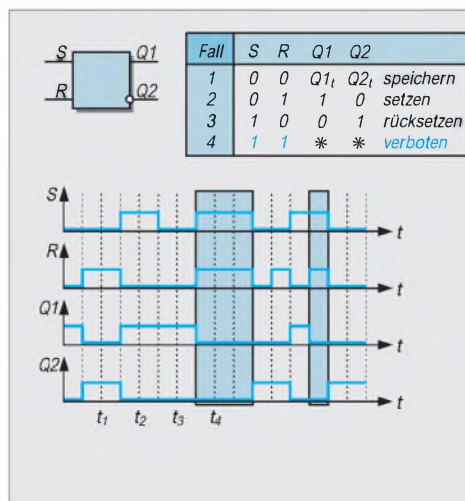 S Q1
R Q2
Fall S R Q1 Q2
1 0 0 Q1t Q2t speichern
2 0 1 1 0 setzen
3 1 0 0 1 rücksetzen
4 1 1 * * verboten
S
t
R
t
Q1
t
Q2
t
t1 t2 t3 t4